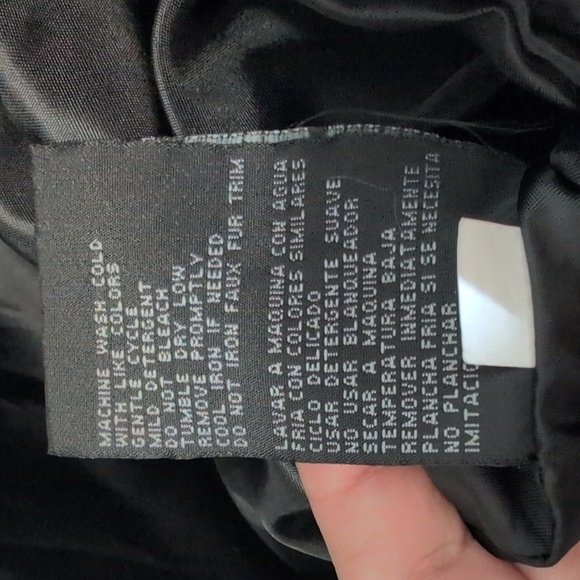 MACHINE WASH COLD
WITH LIKE COLORS
GENTLE CYCLE
MILD DETERGENT
DO NOT BLEACH
TUMBLE DRY LOW
REMOVE PROMPTLY
COOL IRON IF NEEDED
DO NOT IRON FAUX FUR TRIM
LAVAR A MAQUINA CON AGUA
FRIA CON COLORES SIMILARES
CICLO DELICADO
USAR DETERGENTE SUAVE
NO USAR BLANQUEADOR
SECAR A MAQUINA
TEMPRATURA BAJA
REMOVER INMEDIATAMENTE
PLANCHA FRIA SI SE NECESITA
NO PLANCHAR
IMITACIO